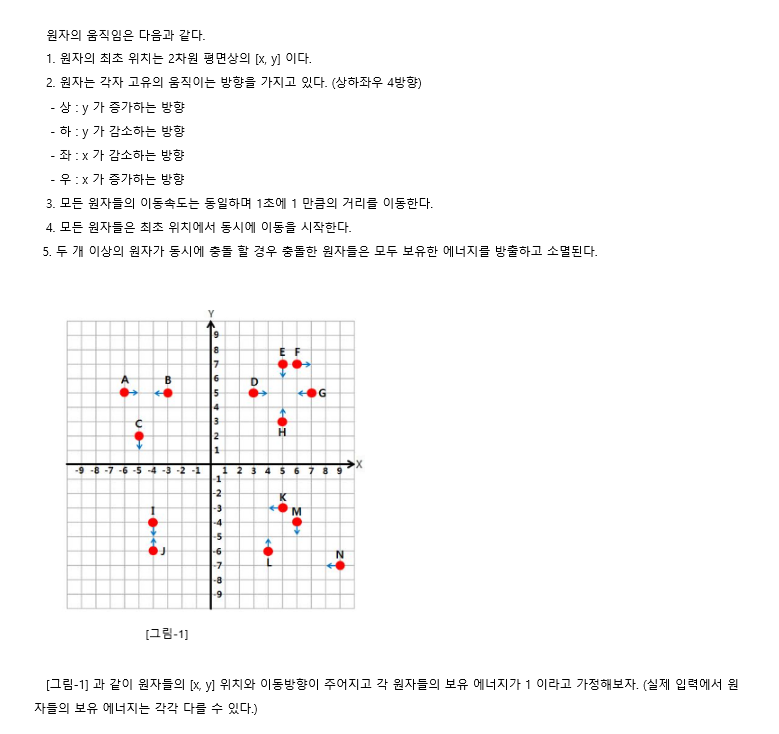 원자의 움직임은 다음과 같다.
1. 원자의 최초 위치는 2차원 평면상의 [x, y] 이다.
2. 원자는 각자 고유의 움직이는 방향을 가지고 있다. (상하좌우 4방향)
- 상 : y 가 증가하는 방향
- 하 : y 가 감소하는 방향
- 좌 : x 가 감소하는 방향
- 우 : x 가 증가하는 방향
3. 모든 원자들의 이동속도는 동일하며 1초에 1 만큼의 거리를 이동한다.
4. 모든 원자들은 최초 위치에서 동시에 이동을 시작한다.
5. 두 개 이상의 원자가 동시에 충돌 할 경우 충돌한 원자들은 모두 보유한 에너지를 방출하고 소멸된다.
Y
9
8 E F
7
A B 6 D
5 G
4
C 3 H
2
1
X
-9 -8 -7 -6 -5 -4 -3 -2 -1 1 2 3 4 5 6 7 8 9
-1
-2 K
I -3 M
-4
-5
J -6 N
-7 L
-8
-9
[그림-1]
[그림-1] 과 같이 원자들의 [x, y] 위치와 이동방향이 주어지고 각 원자들의 보유 에너지가 1 이라고 가정해보자. (실제 입력에서 원
자들의 보유 에너지는 각각 다를 수 있다.)